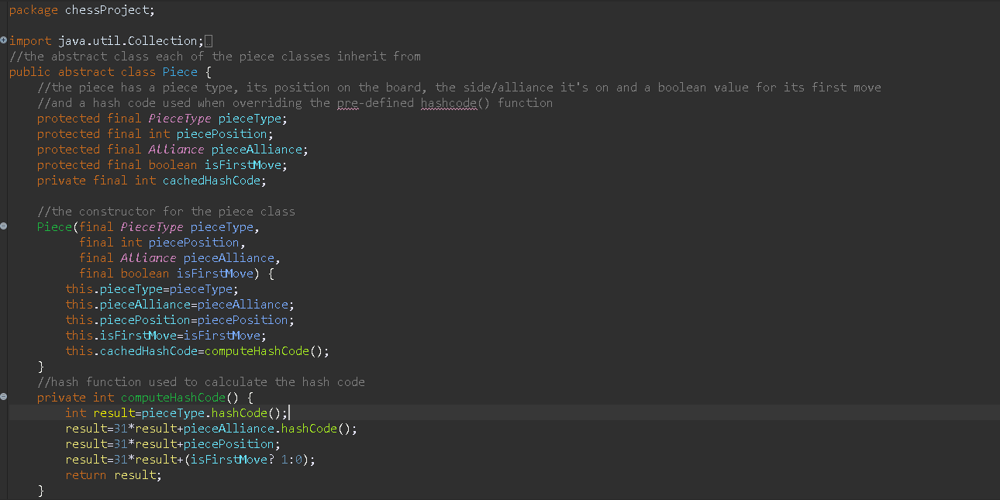 package chessProject;
import java.util.Collection;
//the abstract class each of the piece classes inherit from
public abstract class Piece {
//the piece has a piece type, its position on the board, the side/alliance it's on and a boolean value for its first move
//and a hash code used when overriding the pre-defined hashcode() function
protected final PieceType pieceType;
protected final int piecePosition;
protected final Alliance pieceAlliance;
protected final boolean isFirstMove;
private final int cachedHashCode;
//the constructor for the piece class
Piece(final PieceType pieceType,
final int piecePosition,
final Alliance pieceAlliance,
final boolean isFirstMove) {
this.pieceType=pieceType;
this.pieceAlliance=pieceAlliance;
this.piecePosition=piecePosition;
this.isFirstMove=isFirstMove;
this.cachedHashCode=computeHashCode();
}
//hash function used to calculate the hash code
private int computeHashCode() {
int result=pieceType.hashCode();
result=31*result+pieceAlliance.hashCode();
result=31*result+piecePosition;
result=31*result+(isFirstMove? 1:0);
return result;
}